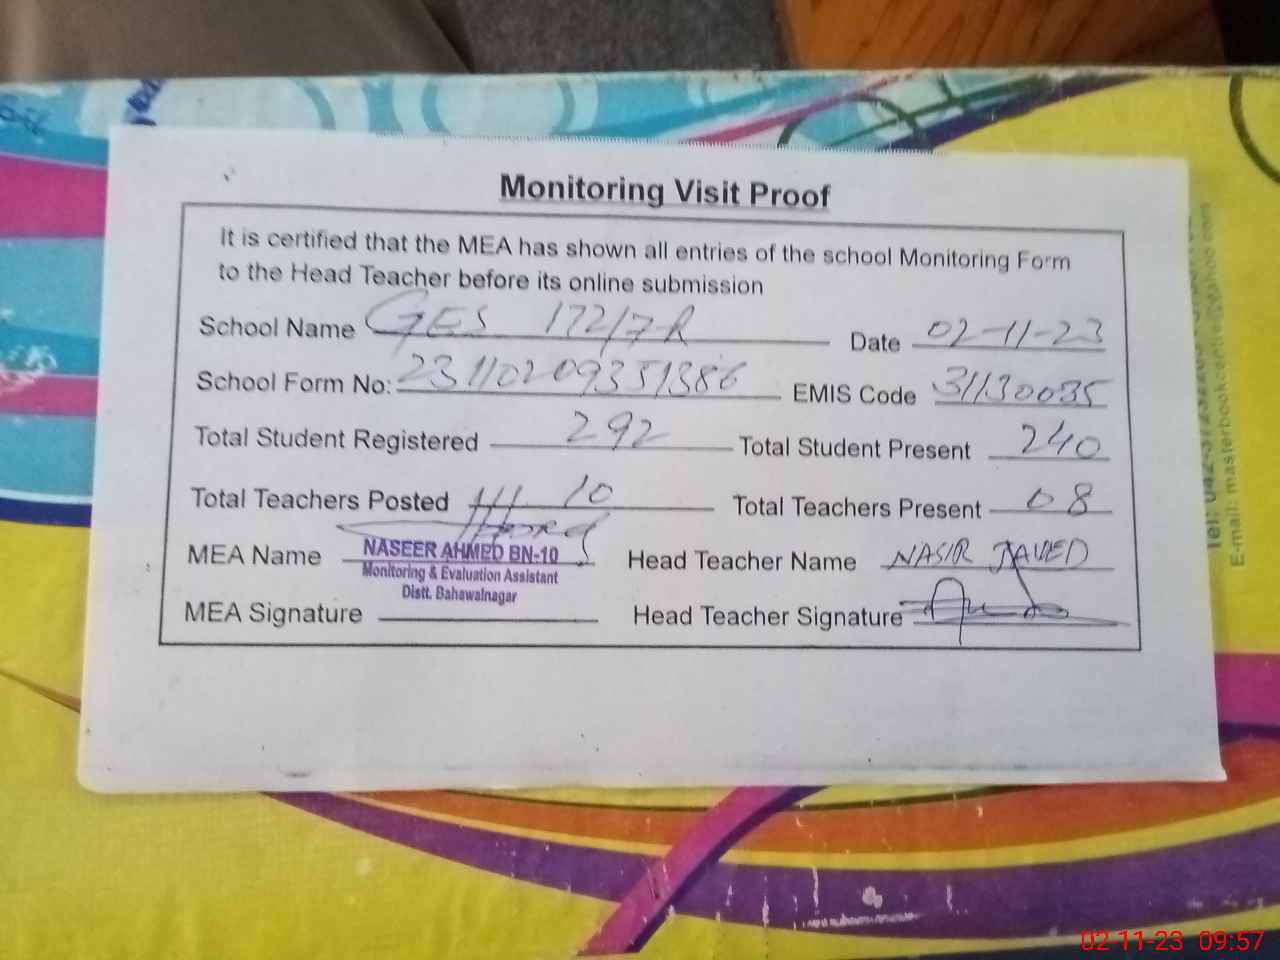 Monitoring Visit Proof
It is certified that the MEA has shown all entries of the school Monitoring Form
to the Head Teacher before its online submission
School Name GES 172/7-R Date 02-11-23
School Form No: 23110209351386 EMIS Code 31130035
Total Student Registered 292 Total Student Present 240
Total Teachers Posted 10 Total Teachers Present 08
MEA Name NASEER AHMED BN-10 Head Teacher Name NASIR JAVED
Monitoring & Evaluation Assistant
Distt. Bahawalnagar
MEA Signature Head Teacher Signature
02-11-23 09:57